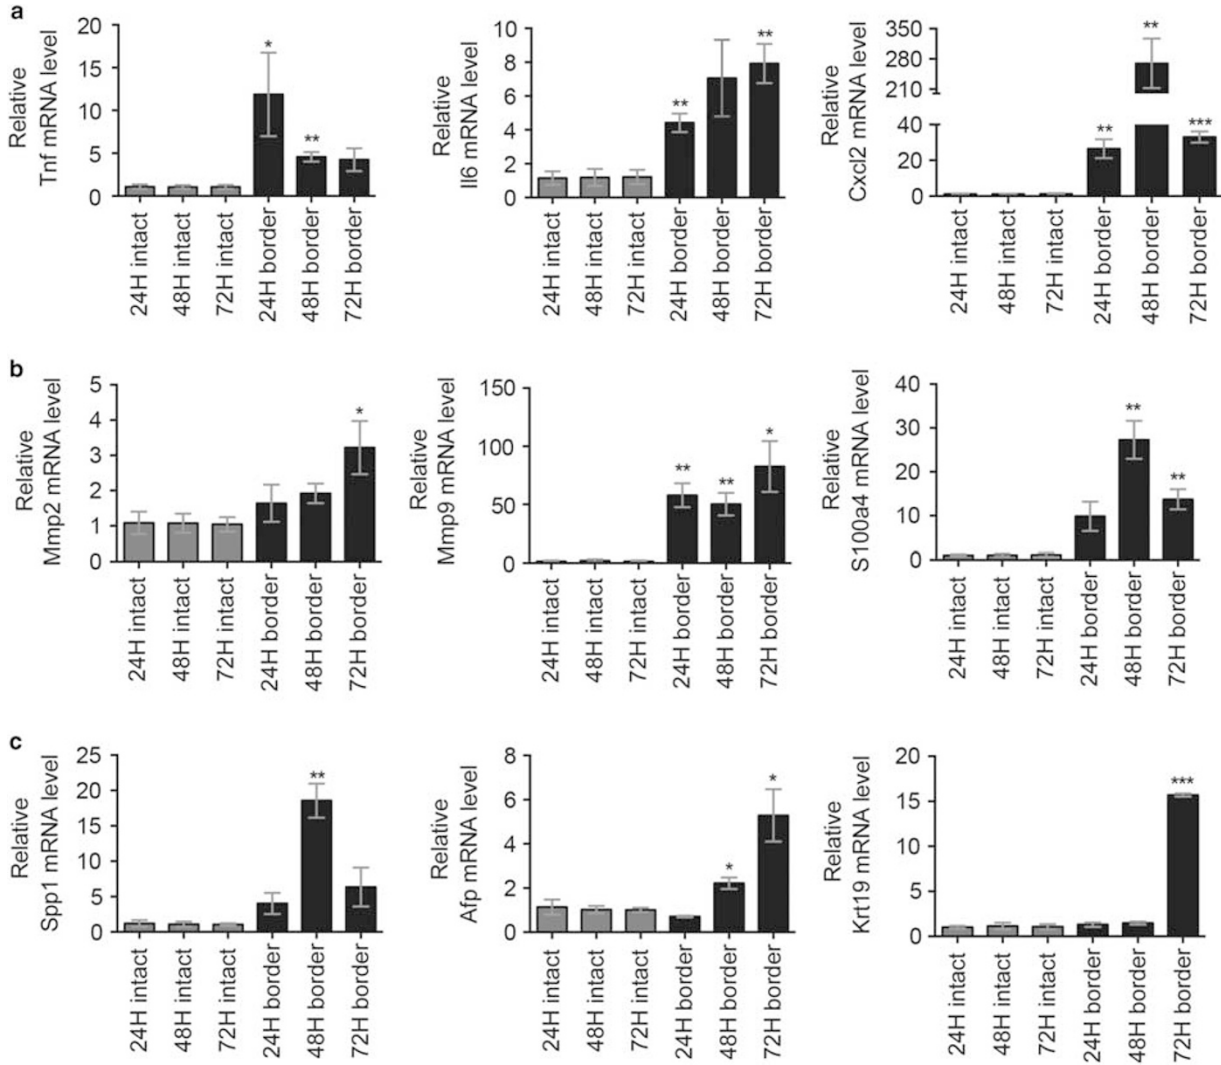 a
Relative
Tnf mRNA level
20
15
10
5
0
*
**
24H intact
48H intact
72H intact
24H border
48H border
72H border
Relative
Il6 mRNA level
10
8
6
4
2
0
**
**
24H intact
48H intact
72H intact
24H border
48H border
72H border
Relative
Cxcl2 mRNA level
350
280
210
40
20
0
**
**
***
24H intact
48H intact
72H intact
24H border
48H border
72H border
b
Relative
Mmp2 mRNA level
5
4
3
2
1
0
*
24H intact
48H intact
72H intact
24H border
48H border
72H border
Relative
Mmp9 mRNA level
150
100
50
0
**
**
*
24H intact
48H intact
72H intact
24H border
48H border
72H border
Relative
S100a4 mRNA level
40
30
20
10
0
**
**
24H intact
48H intact
72H intact
24H border
48H border
72H border
c
Relative
Spp1 mRNA level
25
20
15
10
5
0
**
24H intact
48H intact
72H intact
24H border
48H border
72H border
Relative
Afp mRNA level
8
6
4
2
0
*
*
24H intact
48H intact
72H intact
24H border
48H border
72H border
Relative
Krt19 mRNA level
20
15
10
5
0
***
24H intact
48H intact
72H intact
24H border
48H border
72H border